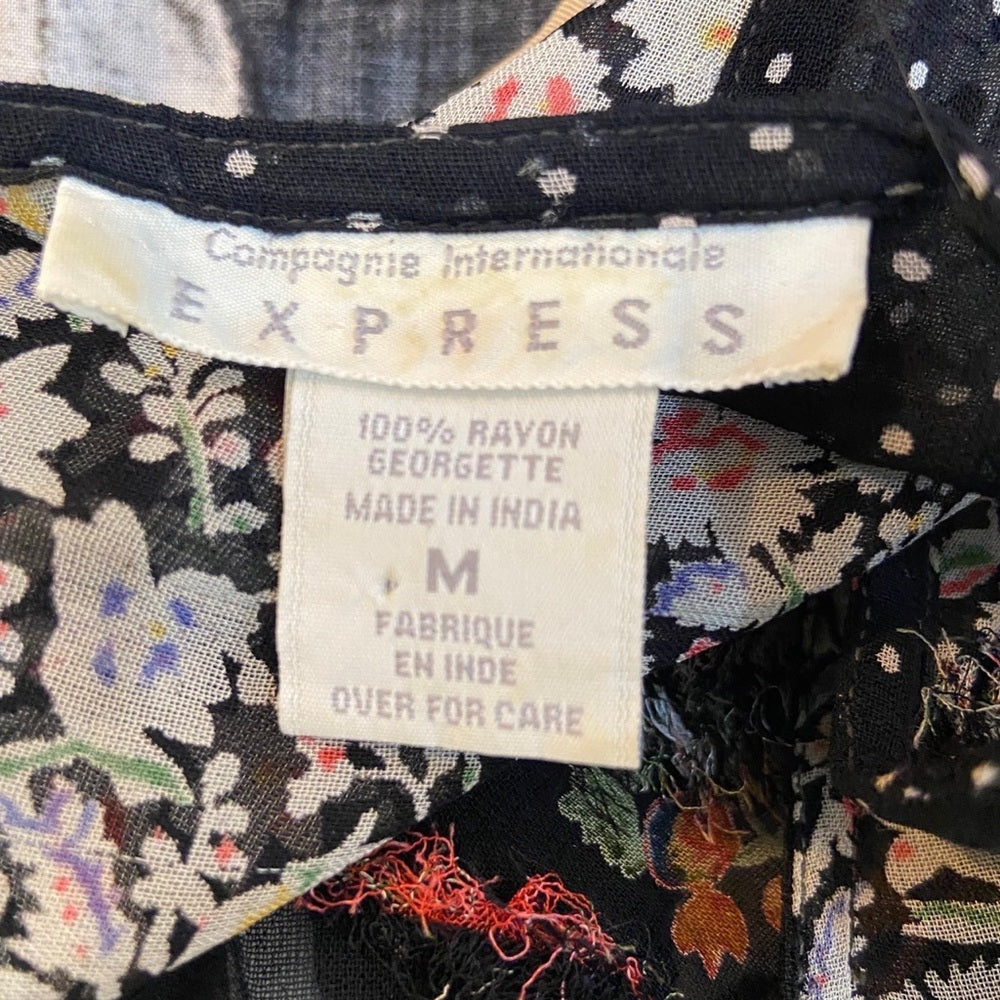 Compagnie Internationale
EXPRESS
100% RAYON
GEORGETTE
MADE IN INDIA
M
FABRIQUE
EN INDE
OVER FOR CARE